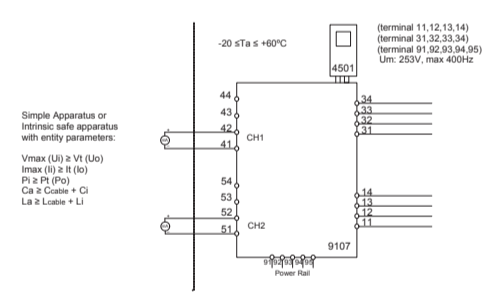 -20 ≤Ta ≤ +60ºC
(terminal 11,12,13,14)
(terminal 31,32,33,34)
(terminal 91,92,93,94,95)
Um: 253V, max 400Hz
4501
44
43
42
41
CH1
34
33
32
31
Simple Apparatus or
Intrinsic safe apparatus
with entity parameters:
Vmax (Ui) ≥ Vt (Uo)
Imax (Ii) ≥ It (Io)
Pi ≥ Pt (Po)
Ca ≥ Ccable + Ci
La ≥ Lcable + Li
54
53
52
51
CH2
14
13
12
11
9107
91 92 93 94 95
Power Rail